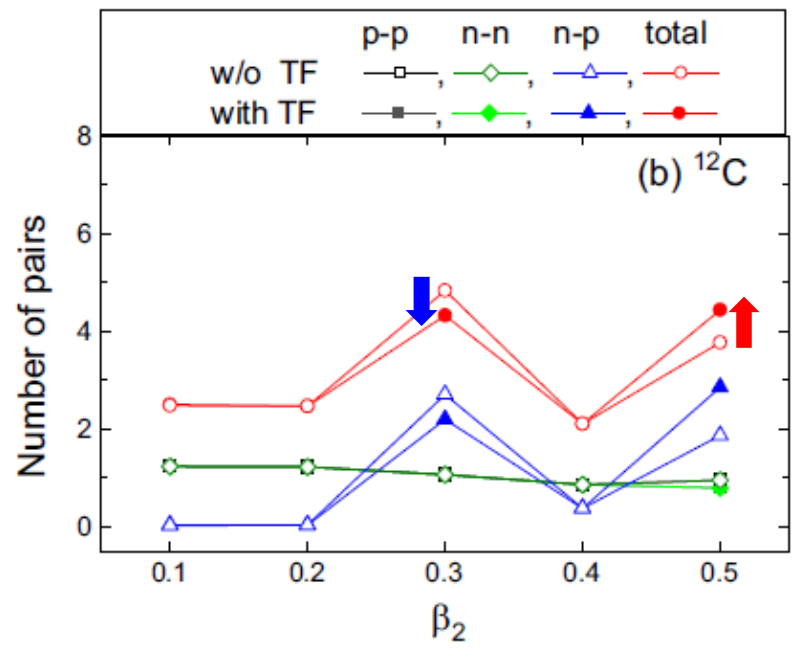 p-p n-n n-p total
w/o TF , , ,
with TF , , ,
(b) ¹²C
Number of pairs
8
6
4
2
0
0.1 0.2 0.3 0.4 0.5
β₂